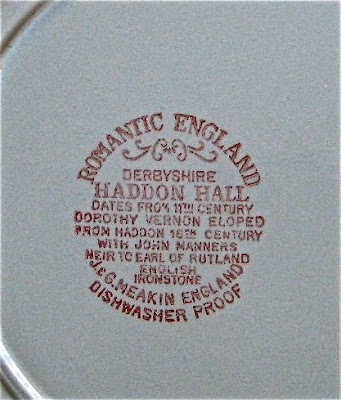 ROMANTIC ENGLAND
DERBYSHIRE
HADDON HALL
DATES FROM 11TH CENTURY
DOROTHY VERNON ELOPED
FROM HADDON 16TH CENTURY
WITH JOHN MANNERS
HEIR TO EARL OF RUTLAND
ENGLISH
IRONSTONE
J&G.MEAKIN ENGLAND
DISHWASHER PROOF